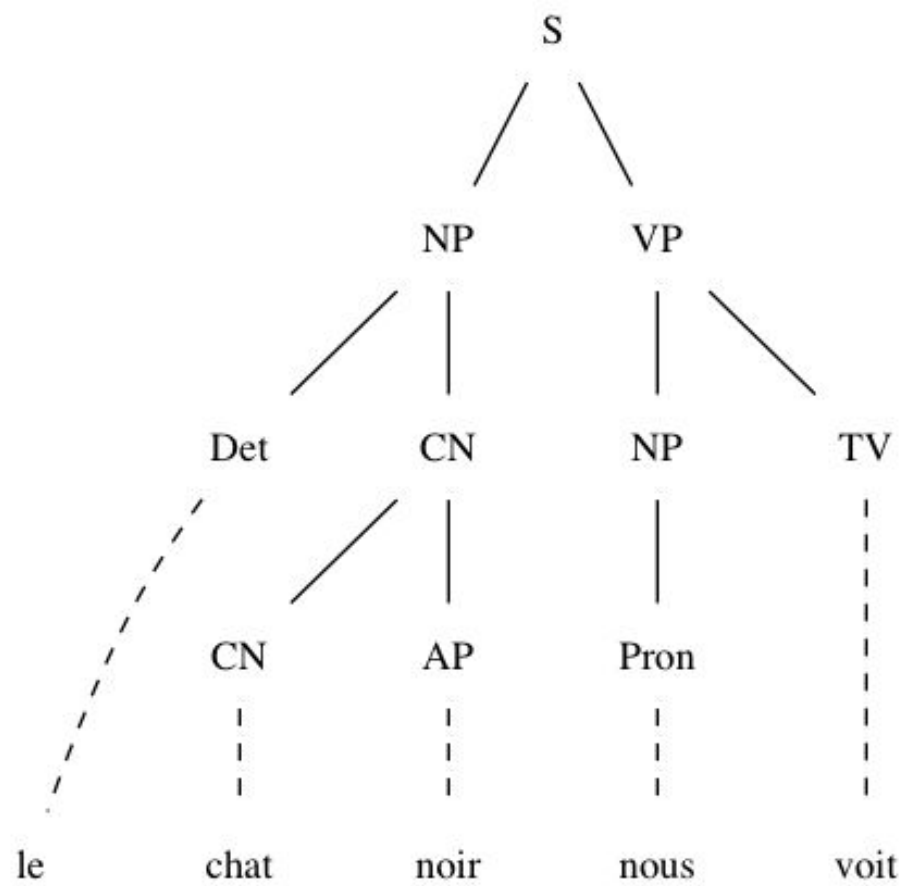 S
NP VP
Det CN NP TV
CN AP Pron
le chat noir nous voit